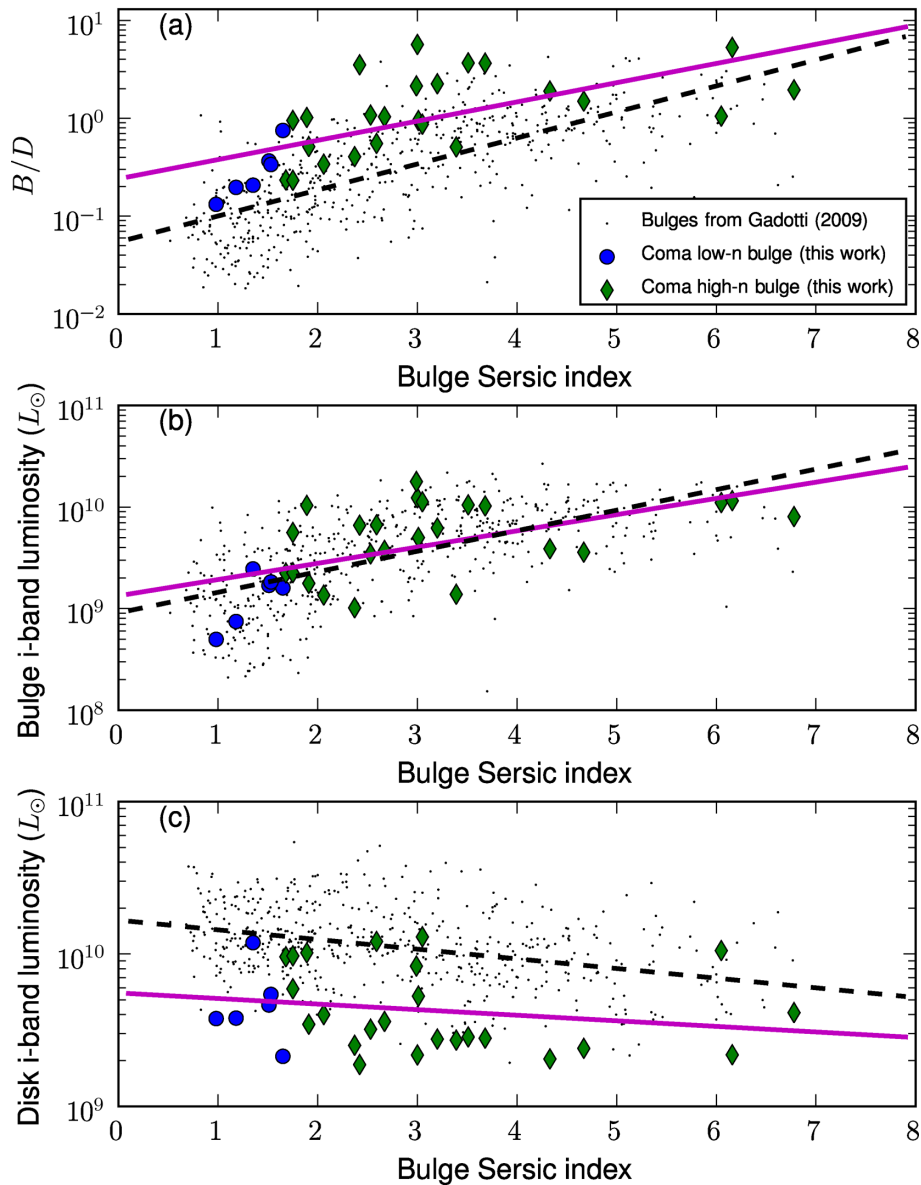 (a)
10^1
10^0
10^{-1}
10^{-2}
B/D
Bulges from Gadotti (2009)
Coma low-n bulge (this work)
Coma high-n bulge (this work)
0 1 2 3 4 5 6 7 8
Bulge Sersic index
(b)
10^{11}
10^{10}
10^9
10^8
Bulge i-band luminosity (L_⊙)
0 1 2 3 4 5 6 7 8
Bulge Sersic index
(c)
10^{11}
10^{10}
10^9
Disk i-band luminosity (L_⊙)
0 1 2 3 4 5 6 7 8
Bulge Sersic index